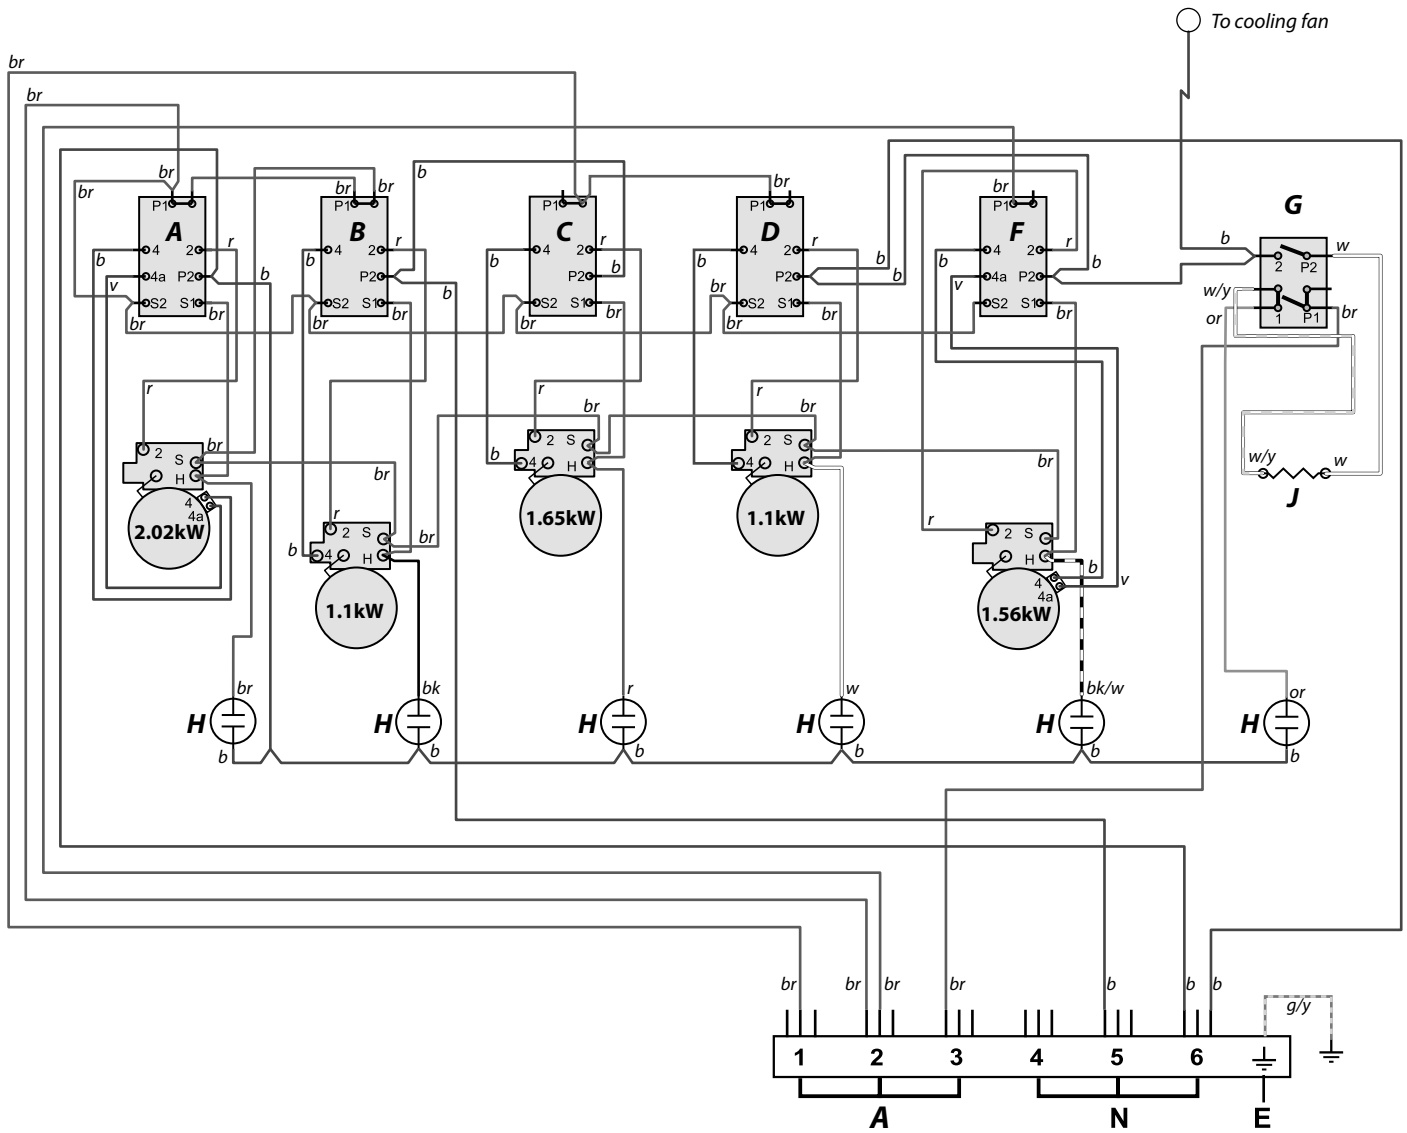 To cooling fan
br
br
br br br b br br
br
P1 P1 P1 P1 P1
A B C D F G
4 2 r 4 2 r 4 2 r 4 2 r 4 2 r
b b b b b b w
4a P2 b P2 P2 b P2 b b 4a P2 b 2 P2
v b v w/y
S2 S1 S2 S1 S2 S1 br S2 S1 S2 S1 or 1 P1 br
br br br br br br br br br
r r r
br br
2 S br 2 S 2 S
H b 4 H 4 H
br br
w/y w
J
4
4a
2.02kW 1.65kW 1.1kW
r r
2 S br 2 S
b 4 H H
b
4 v
4a
1.1kW 1.56kW
br bk r w bk/w or
H H H H H H
b b b b b b
br br br br b b b
g/y
1 2 3 4 5 6
A N E